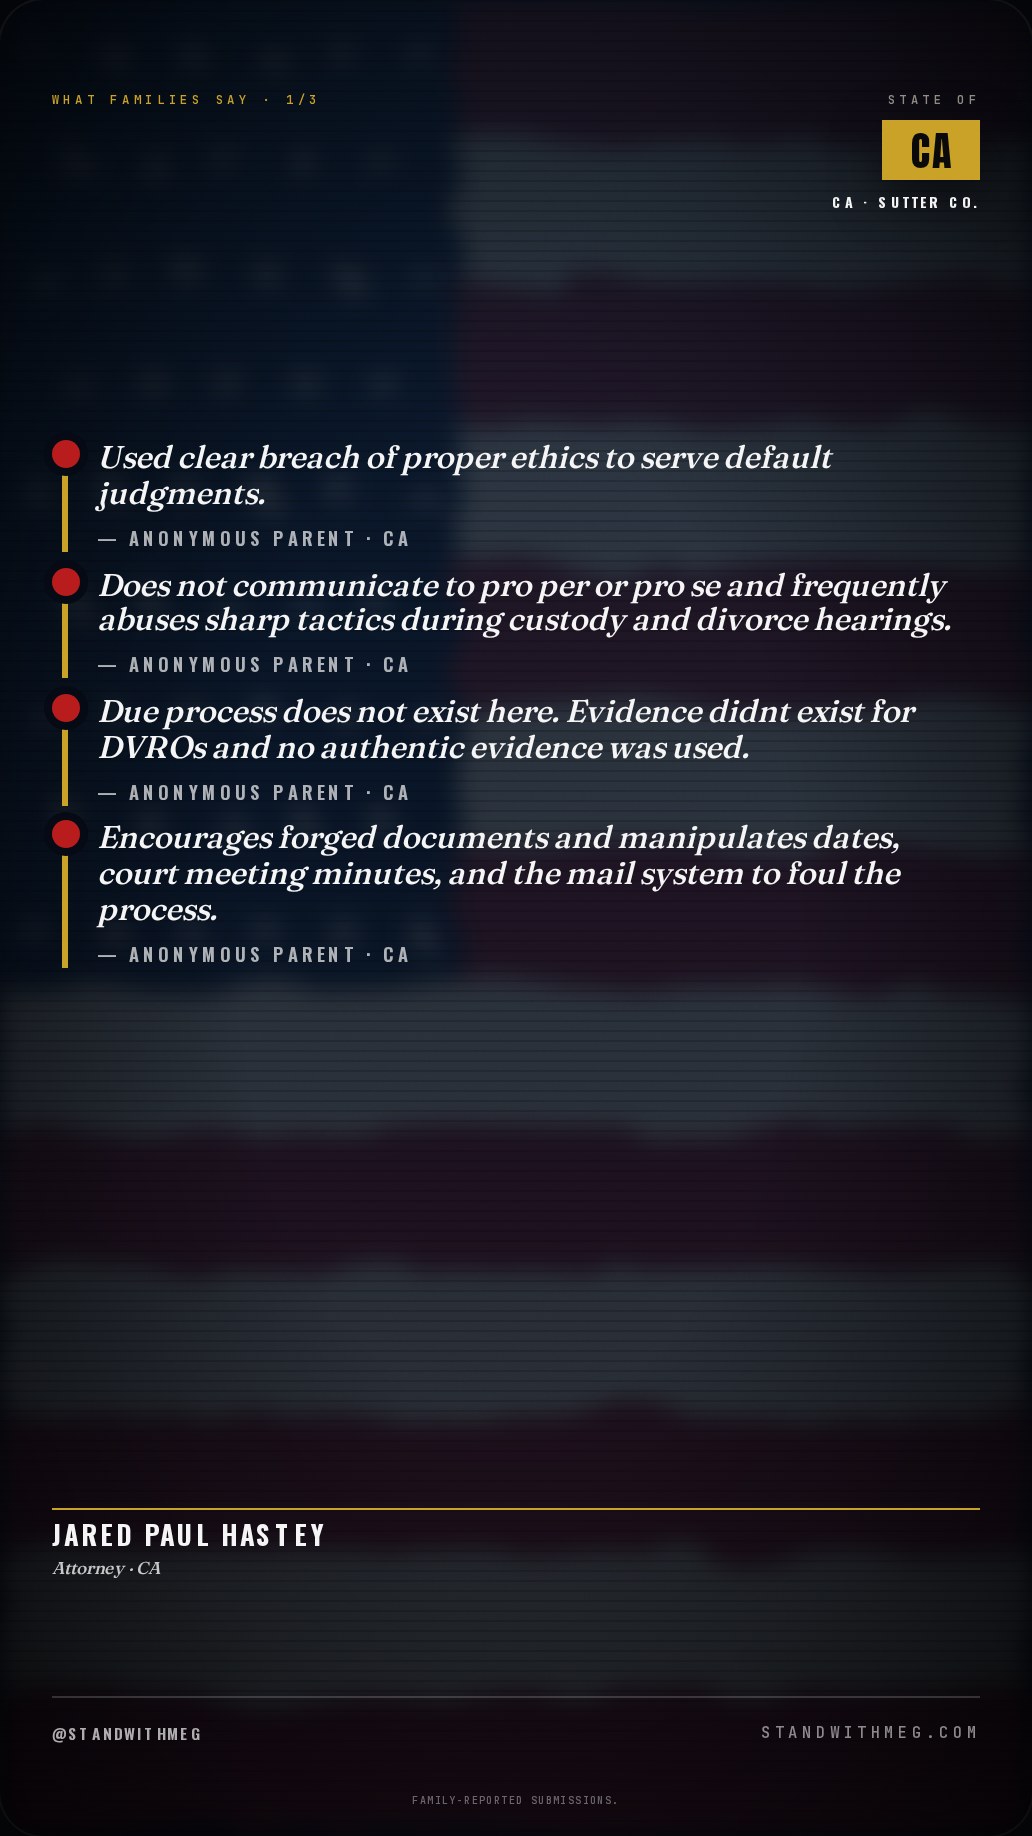 WHAT FAMILIES SAY · 1/3
STATE OF
CA
CA · SUTTER CO.
Used clear breach of proper ethics to serve default
judgments.
— ANONYMOUS PARENT · CA
Does not communicate to pro per or pro se and frequently
abuses sharp tactics during custody and divorce hearings.
— ANONYMOUS PARENT · CA
Due process does not exist here. Evidence didnt exist for
DVROs and no authentic evidence was used.
— ANONYMOUS PARENT · CA
Encourages forged documents and manipulates dates,
court meeting minutes, and the mail system to foul the
process.
— ANONYMOUS PARENT · CA
JARED PAUL HASTEY
Attorney · CA
@STANDWITHMEG
STANDWITHMEG.COM
FAMILY-REPORTED SUBMISSIONS.